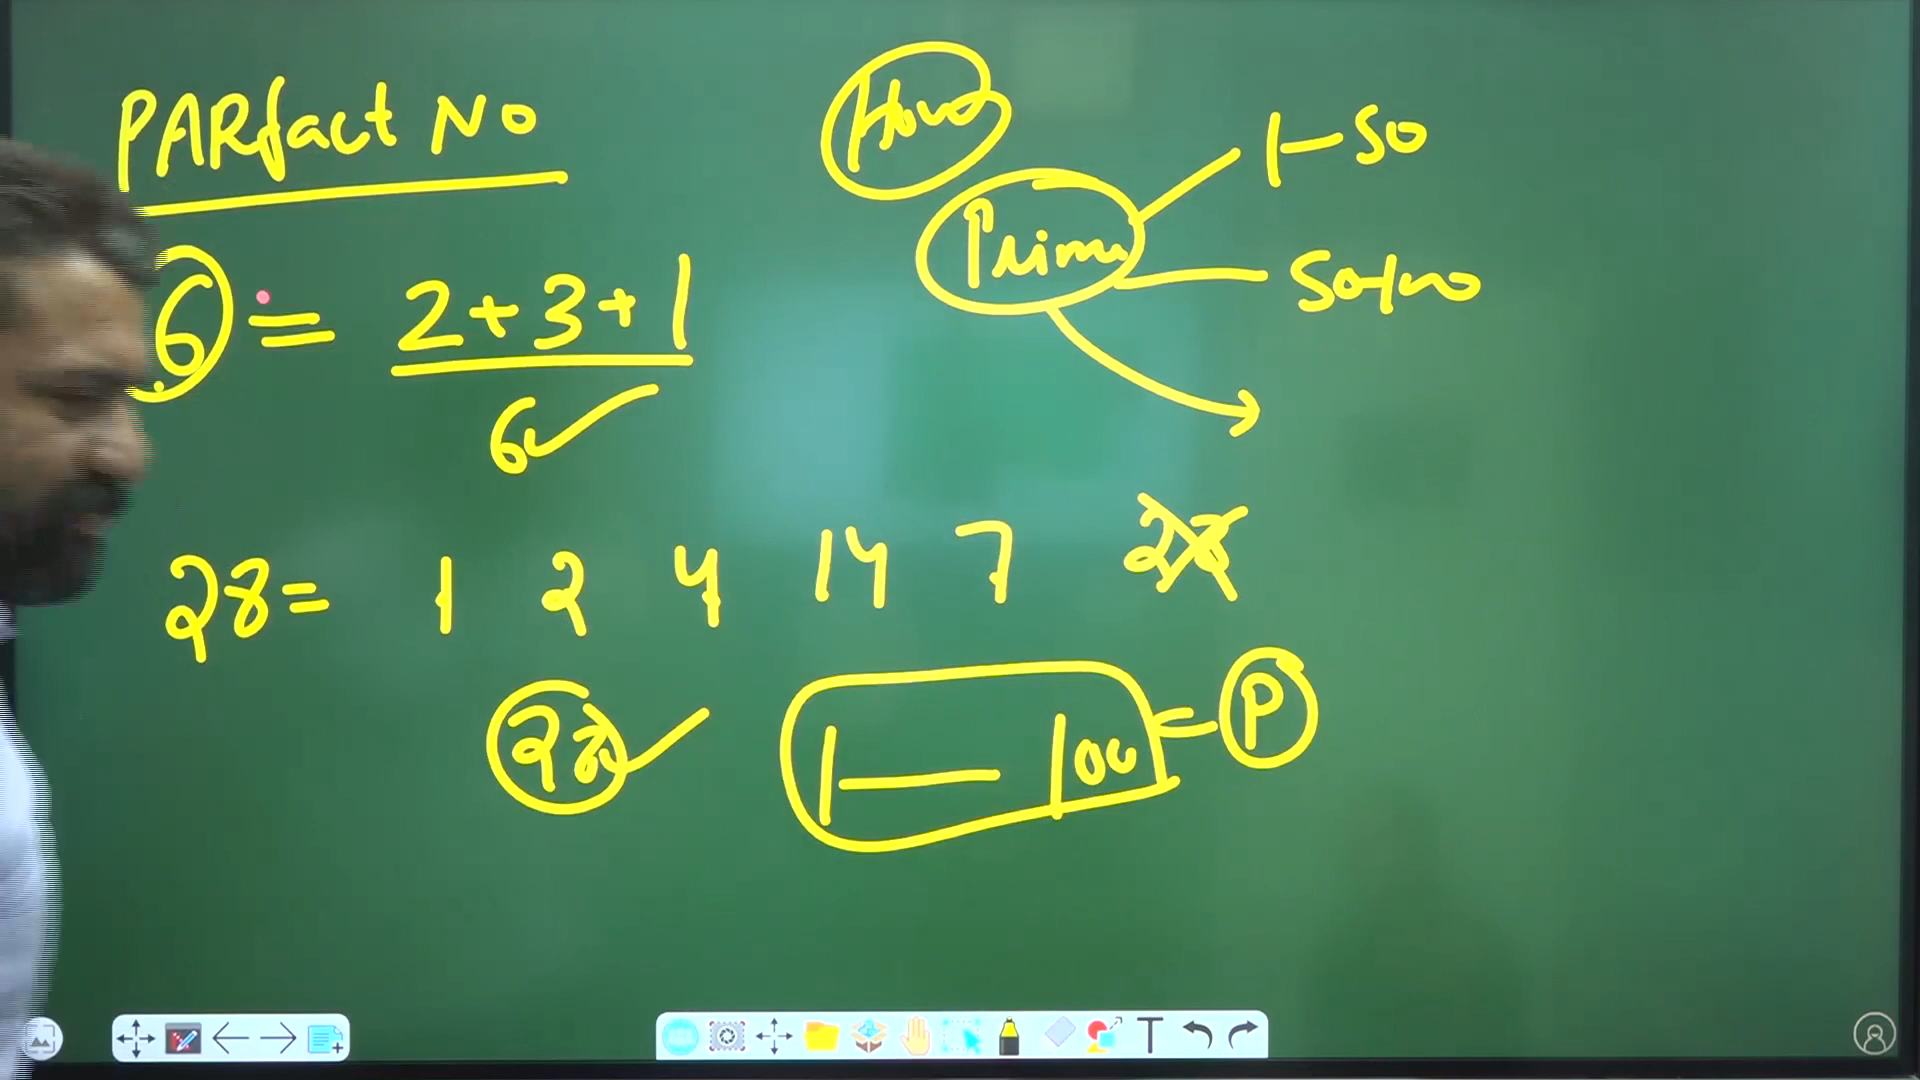 PARfact No
6 = 2+3+1
6
28= 1 2 4 14 7 28
28
1 — 100 = P
Prime
1-50
50-100
T